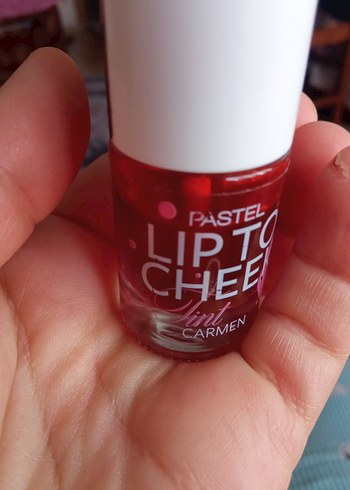 PASTEL
LIP TO
CHEE
Tint
CARMEN